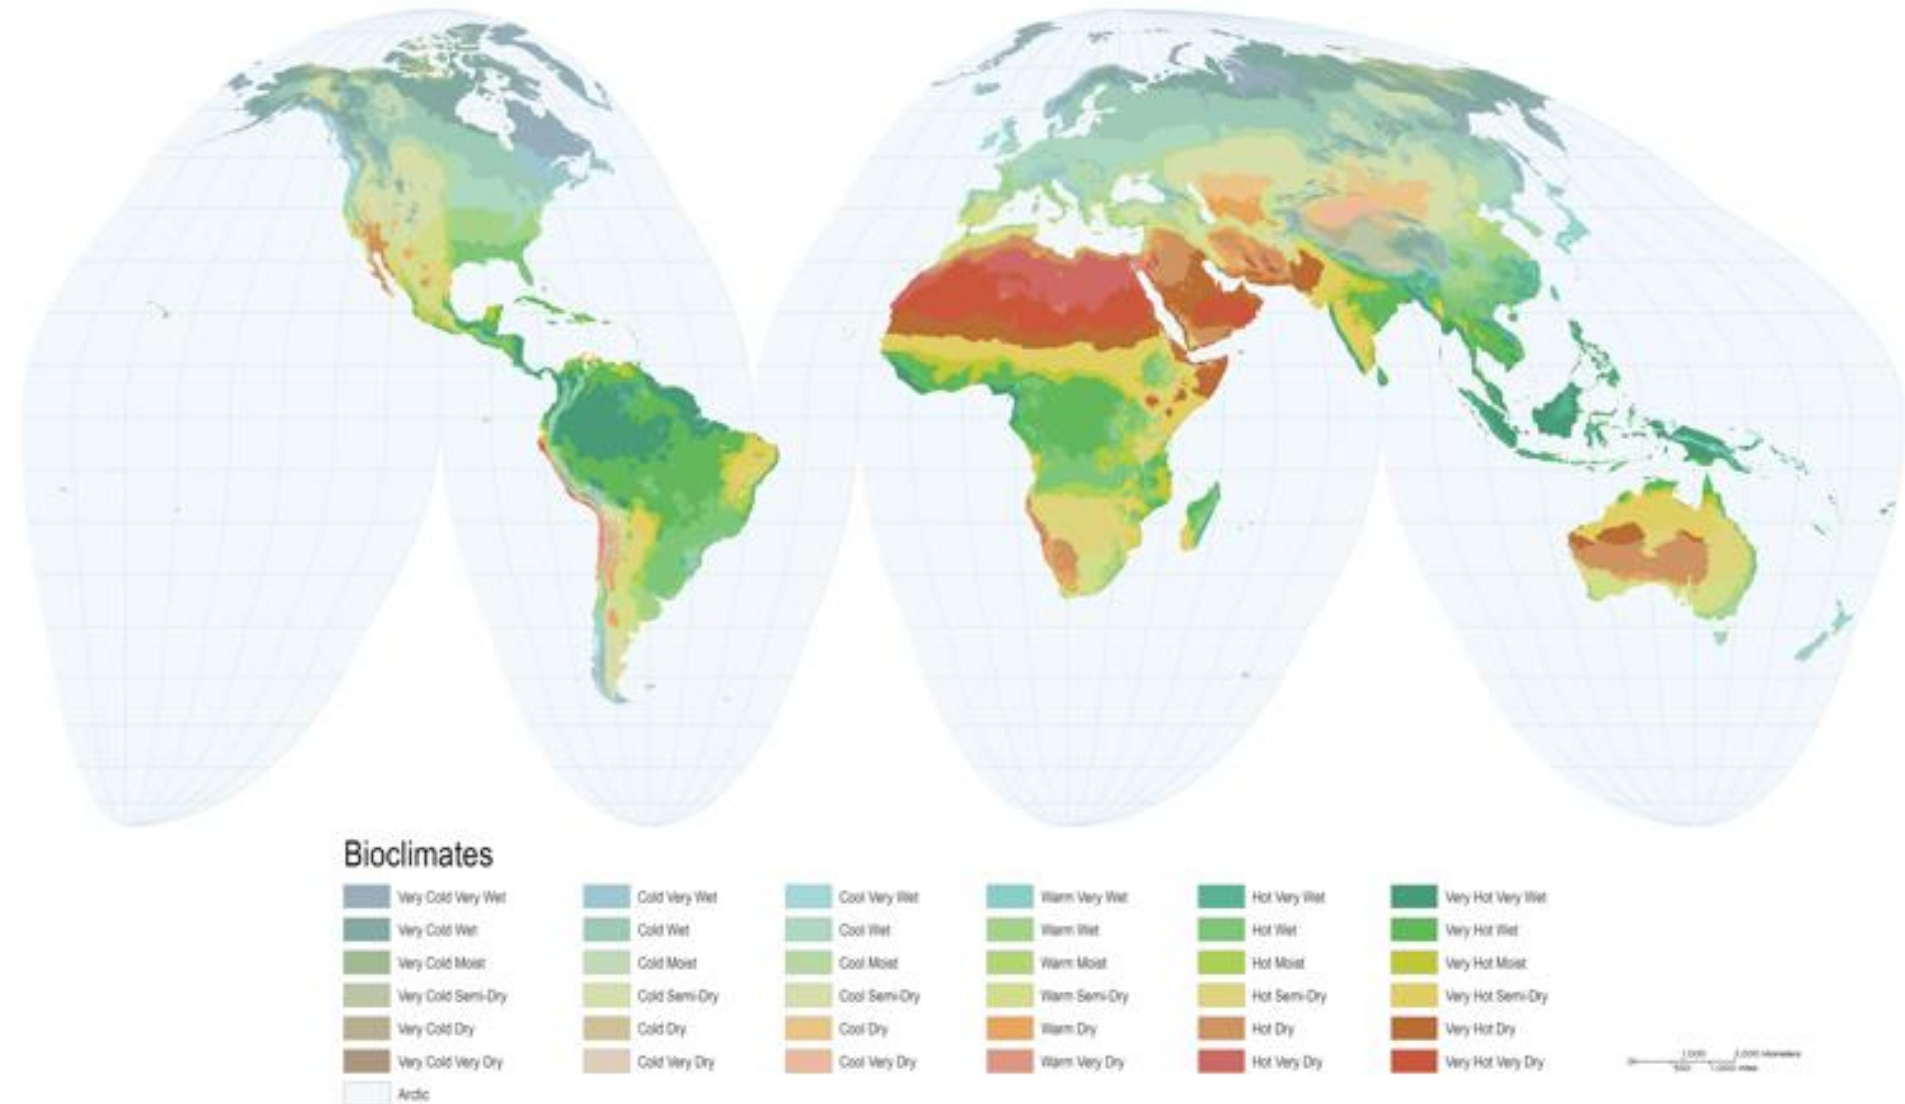 Bioclimates
Very Cold Very Wet
Very Cold Wet
Very Cold Moist
Very Cold Semi-Dry
Very Cold Dry
Very Cold Very Dry
Arctic
Cold Very Wet
Cold Wet
Cold Moist
Cold Semi-Dry
Cold Dry
Cold Very Dry
Cool Very Wet
Cool Wet
Cool Moist
Cool Semi-Dry
Cool Dry
Cool Very Dry
Warm Very Wet
Warm Wet
Warm Moist
Warm Semi-Dry
Warm Dry
Warm Very Dry
Hot Very Wet
Hot Wet
Hot Moist
Hot Semi-Dry
Hot Dry
Hot Very Dry
Very Hot Very Wet
Very Hot Wet
Very Hot Moist
Very Hot Semi-Dry
Very Hot Dry
Very Hot Very Dry